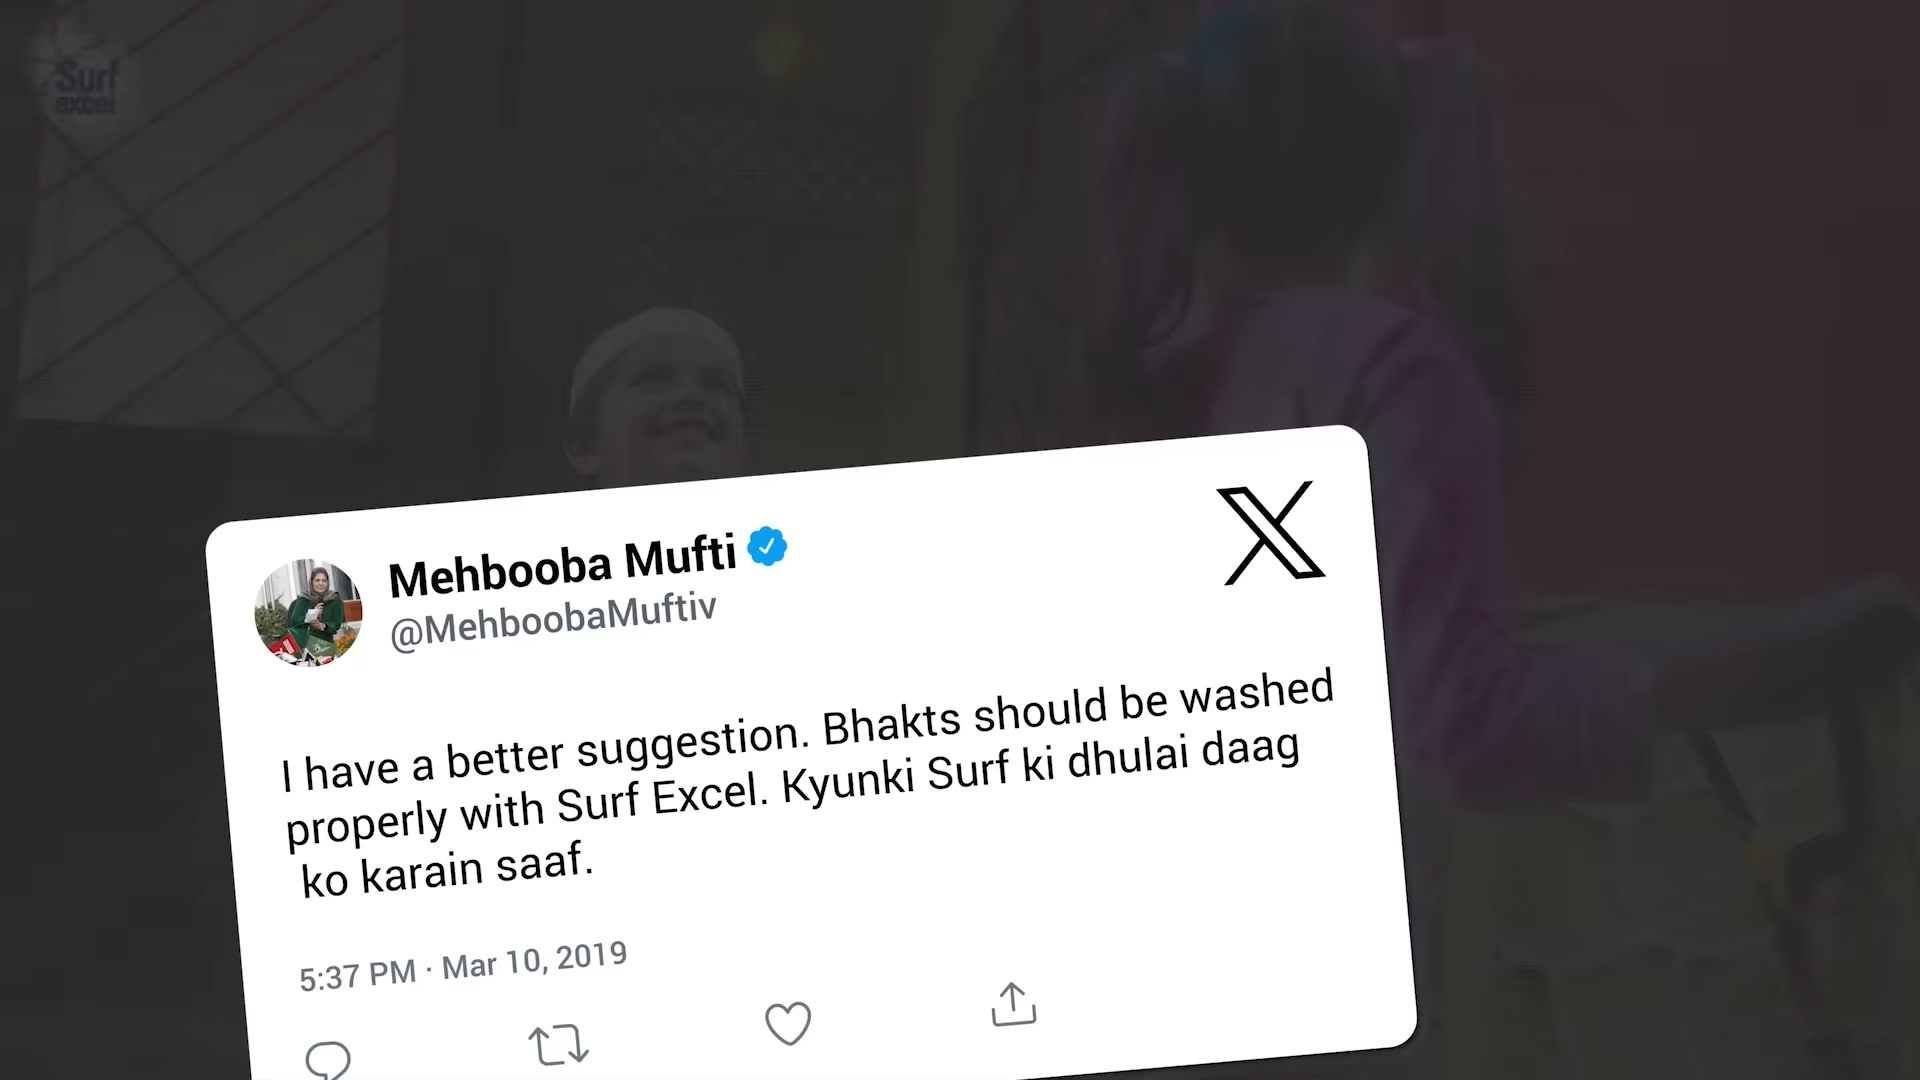 Surf
excel
Mehbooba Mufti
@MehboobaMuftiv
I have a better suggestion. Bhakts should be washed
properly with Surf Excel. Kyunki Surf ki dhulai daag
ko karain saaf.
5:37 PM · Mar 10, 2019